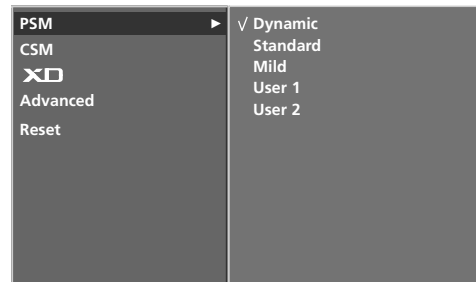 PSM ►
CSM
XD
Advanced
Reset
√ Dynamic
Standard
Mild
User 1
User 2